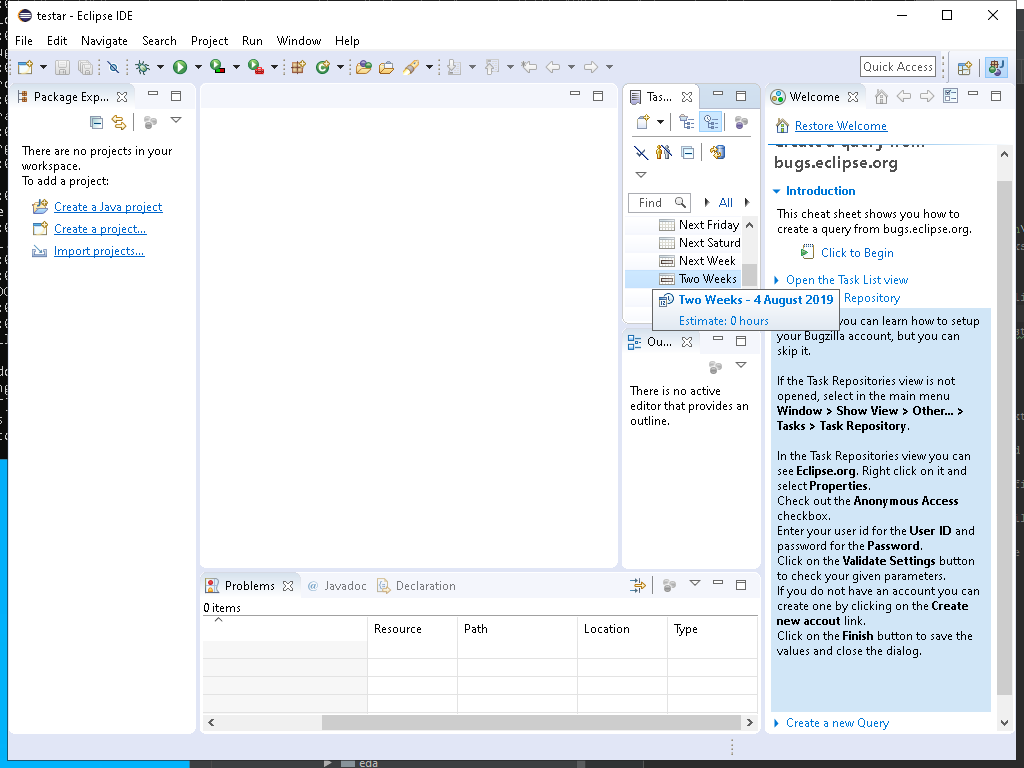 testar - Eclipse IDE
File Edit Navigate Search Project Run Window Help
Quick Access
Package Exp...
There are no projects in your
workspace.
To add a project:
Create a Java project
Create a project...
Import projects...
Tas...
Find
All
Next Friday
Next Saturd
Next Week
Two Weeks
Two Weeks - 4 August 2019
Estimate: 0 hours
Ou...
There is no active
editor that provides an
outline.
Welcome
Restore Welcome
Create a query from
bugs.eclipse.org
Introduction
This cheat sheet shows you how to
create a query from bugs.eclipse.org.
Click to Begin
Open the Task List view
Repository
you can learn how to setup
your Bugzilla account, but you can
skip it.
If the Task Repositories view is not
opened, select in the main menu
Window > Show View > Other... >
Tasks > Task Repository.
In the Task Repositories view you can
see Eclipse.org. Right click on it and
select Properties.
Check out the Anonymous Access
checkbox.
Enter your user id for the User ID and
password for the Password.
Click on the Validate Settings button
to check your given parameters.
If you do not have an account you can
create one by clicking on the Create
new accout link.
Click on the Finish button to save the
values and close the dialog.
Create a new Query
Problems @ Javadoc Declaration
0 items
Resource Path Location Type
eda